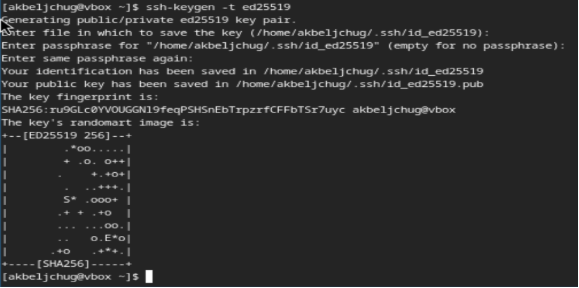 [akbeljchug@vbox ~]$ ssh-keygen -t ed25519
Generating public/private ed25519 key pair.
Enter file in which to save the key (/home/akbeljchug/.ssh/id_ed25519):
Enter passphrase for "/home/akbeljchug/.ssh/id_ed25519" (empty for no passphrase):
Enter same passphrase again:
Your identification has been saved in /home/akbeljchug/.ssh/id_ed25519
Your public key has been saved in /home/akbeljchug/.ssh/id_ed25519.pub
The key fingerprint is:
SHA256:ru9GLc0YVOUGGNl9feqPSHSnEbTrpzrfCFFbTSr7uyc akbeljchug@vbox
The key's randomart image is:
+--[ED25519 256]--+
|         .*oo.....|
|         + .o. o++|
|         .    +.+o+|
|         .   ..+++.|
|         S* .ooo+ |
|        .+ + .+o  |
|        ... ...oo.|
|        ..   o.E*o|
|       .+o   .+*+.|
+----[SHA256]-----+
[akbeljchug@vbox ~]$